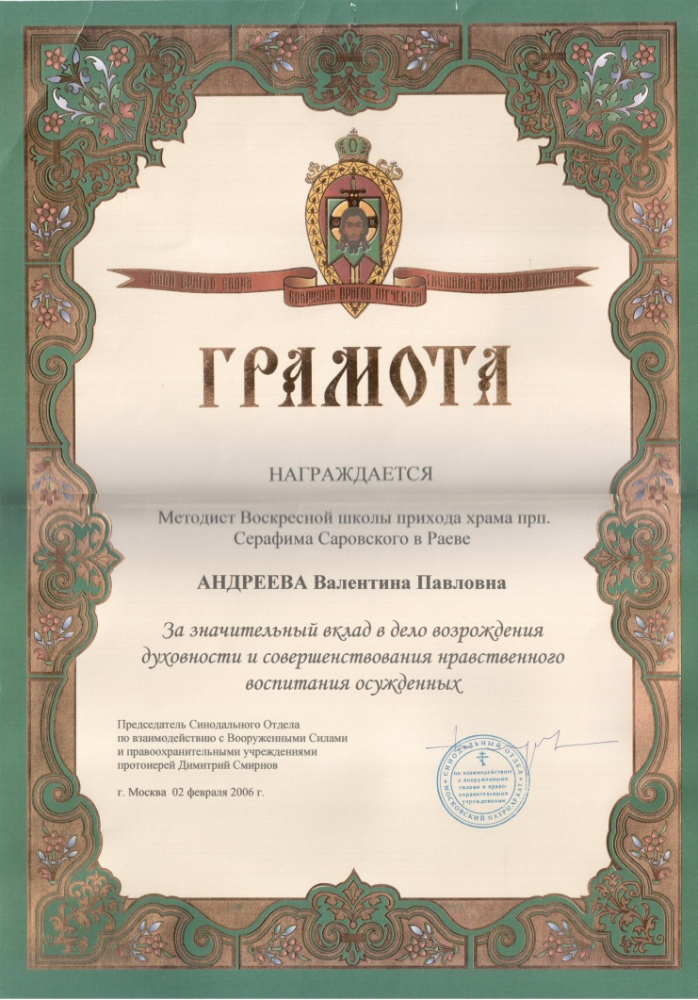 ЛЮБИ ВРАГОВ СВОИХ
СОКРУШАЙ ВРАГОВ ОТЕЧЕСТВА
ГРАМОТА
НАГРАЖДАЕТСЯ
Методист Воскресной школы прихода храма прп.
Серафима Саровского в Раеве
АНДРЕЕВА Валентина Павловна
За значительный вклад в дело возрождения
духовности и совершенствования нравственного
воспитания осужденных
Председатель Синодального Отдела
по взаимодействию с Вооруженными Силами
и правоохранительными учреждениями
протоиерей Димитрий Смирнов
г. Москва 02 февраля 2006 г.
СИНОДАЛЬНЫЙ ОТДЕЛ
по взаимодействию
с вооруженными
силами и право-
охранительными
учреждениями
МОСКОВСКИЙ ПАТРИАРХАТ